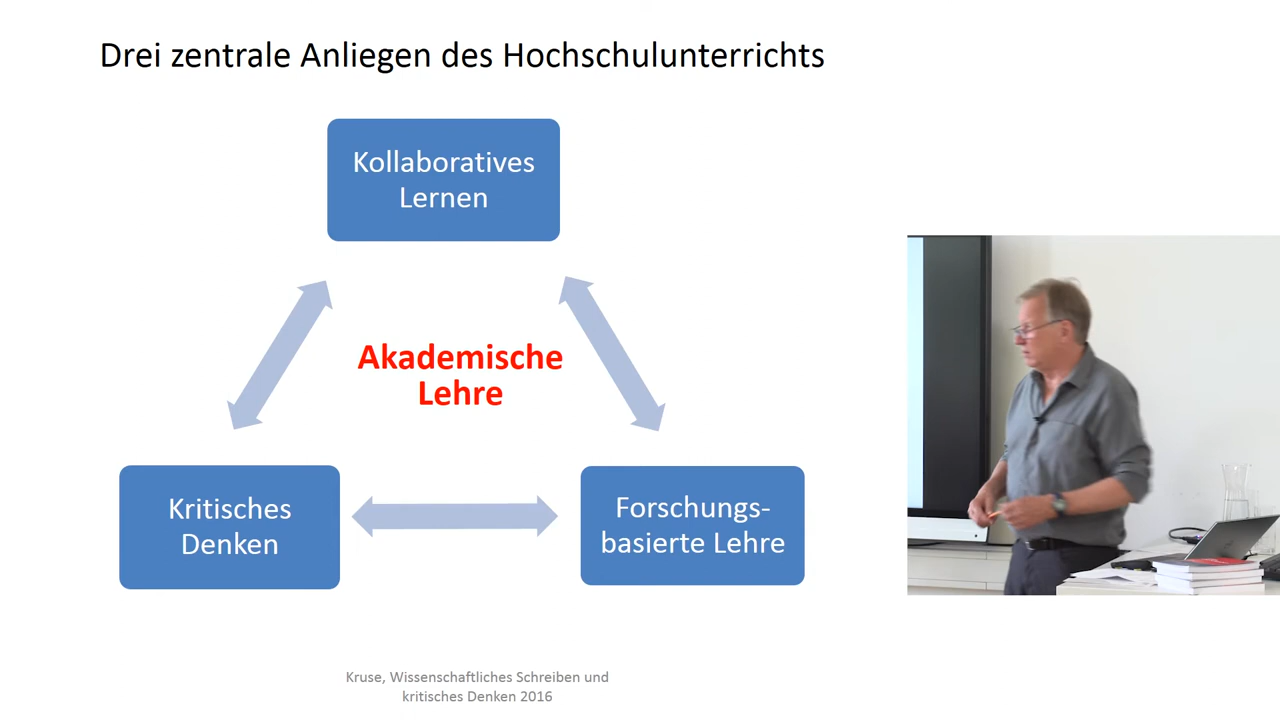 Drei zentrale Anliegen des Hochschulunterrichts
Kollaboratives
Lernen
Akademische
Lehre
Kritisches
Denken
Forschungs-
basierte Lehre
Kruse, Wissenschaftliches Schreiben und
kritisches Denken 2016